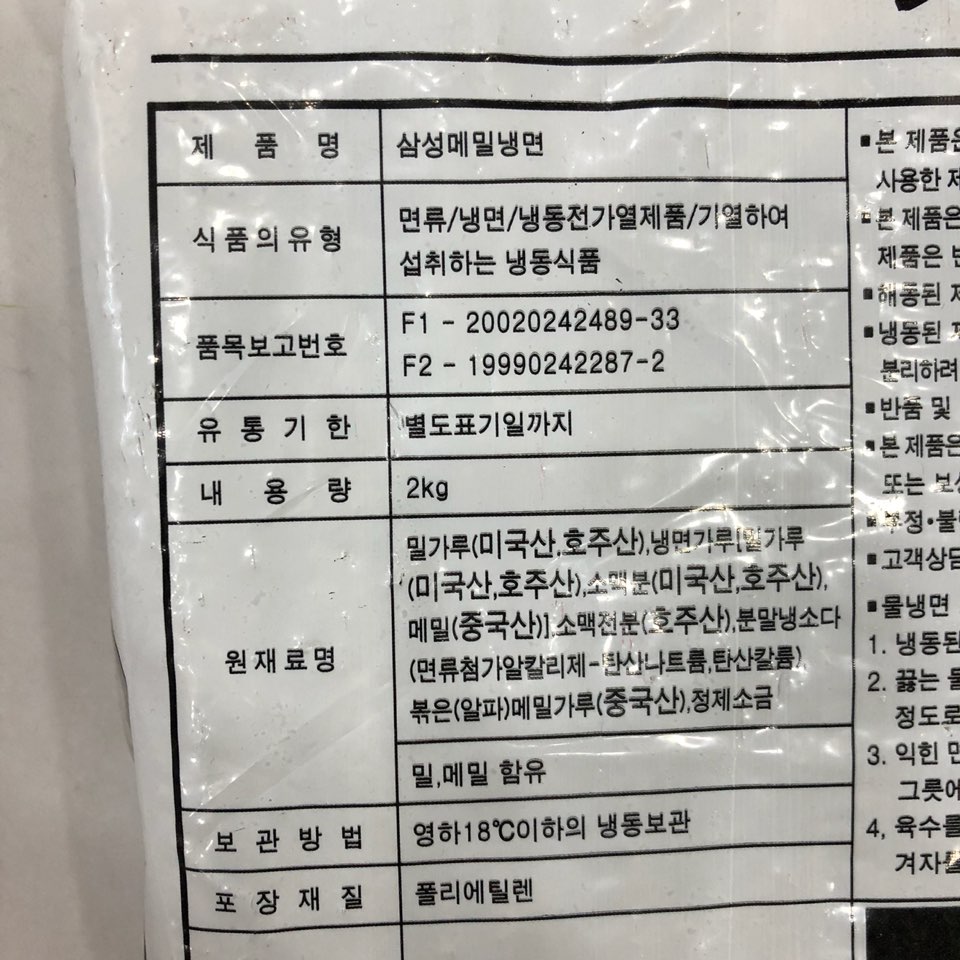 제 품 명 삼성메밀냉면
식품의유형 면류/냉면/냉동전가열제품/기열하여
섭취하는 냉동식품
품목보고번호 F1 - 20020242489-33
F2 - 19990242287-2
유 통 기 한 별도표기일까지
내 용 량 2kg
원재료명 밀가루(미국산,호주산),냉면가루[밀가루
(미국산,호주산),소맥분(미국산,호주산),
메밀(중국산)],소맥전분(호주산),분말냉소다
(면류첨가알칼리제-탄산나트륨,탄산칼륨)
볶은(알파)메밀가루(중국산),정제소금
밀,메밀 함유
보 관 방 법 영하18℃이하의 냉동보관
포 장 재 질 폴리에틸렌
■본 제품은
사용한
■본 제품은
제품은
■해동된
■냉동된
분리하려
■반품 및
■본 제품은
또는
■고객상담
■물냉면
1. 냉동된
2. 끓는
정도로
3. 익힌
그릇에
4, 육수를
겨자를